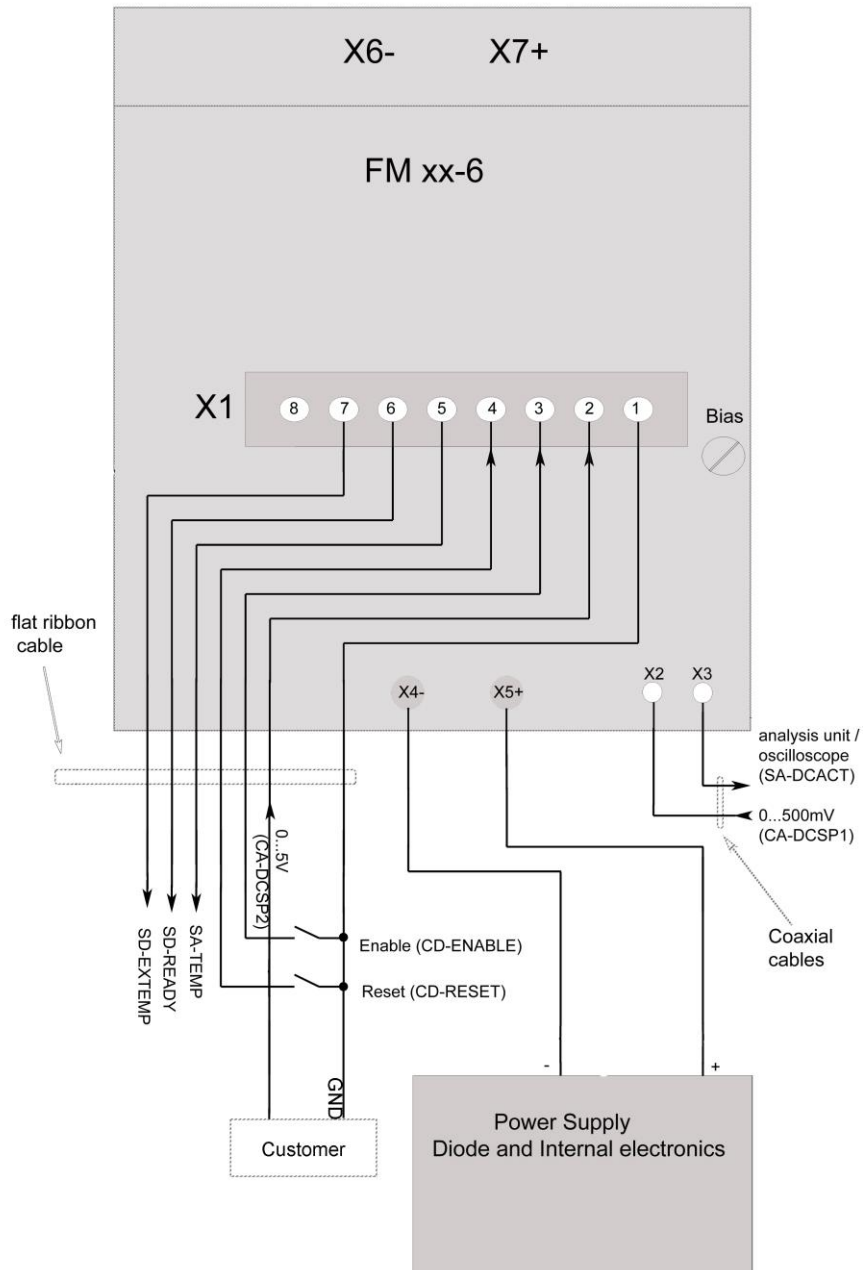 X6- X7+
FM xx-6
X1 8 7 6 5 4 3 2 1
Bias
flat ribbon
cable
X4- X5+ X2 X3
analysis unit /
oscilloscope
(SA-DCACT)
0...500mV
(CA-DCSP1)
Coaxial
cables
0...5V
(CA-DCSP2)
SD-EXTEMP
SD-READY
SA-TEMP
Enable (CD-ENABLE)
Reset (CD-RESET)
GND
Customer
- +
Power Supply
Diode and Internal electronics